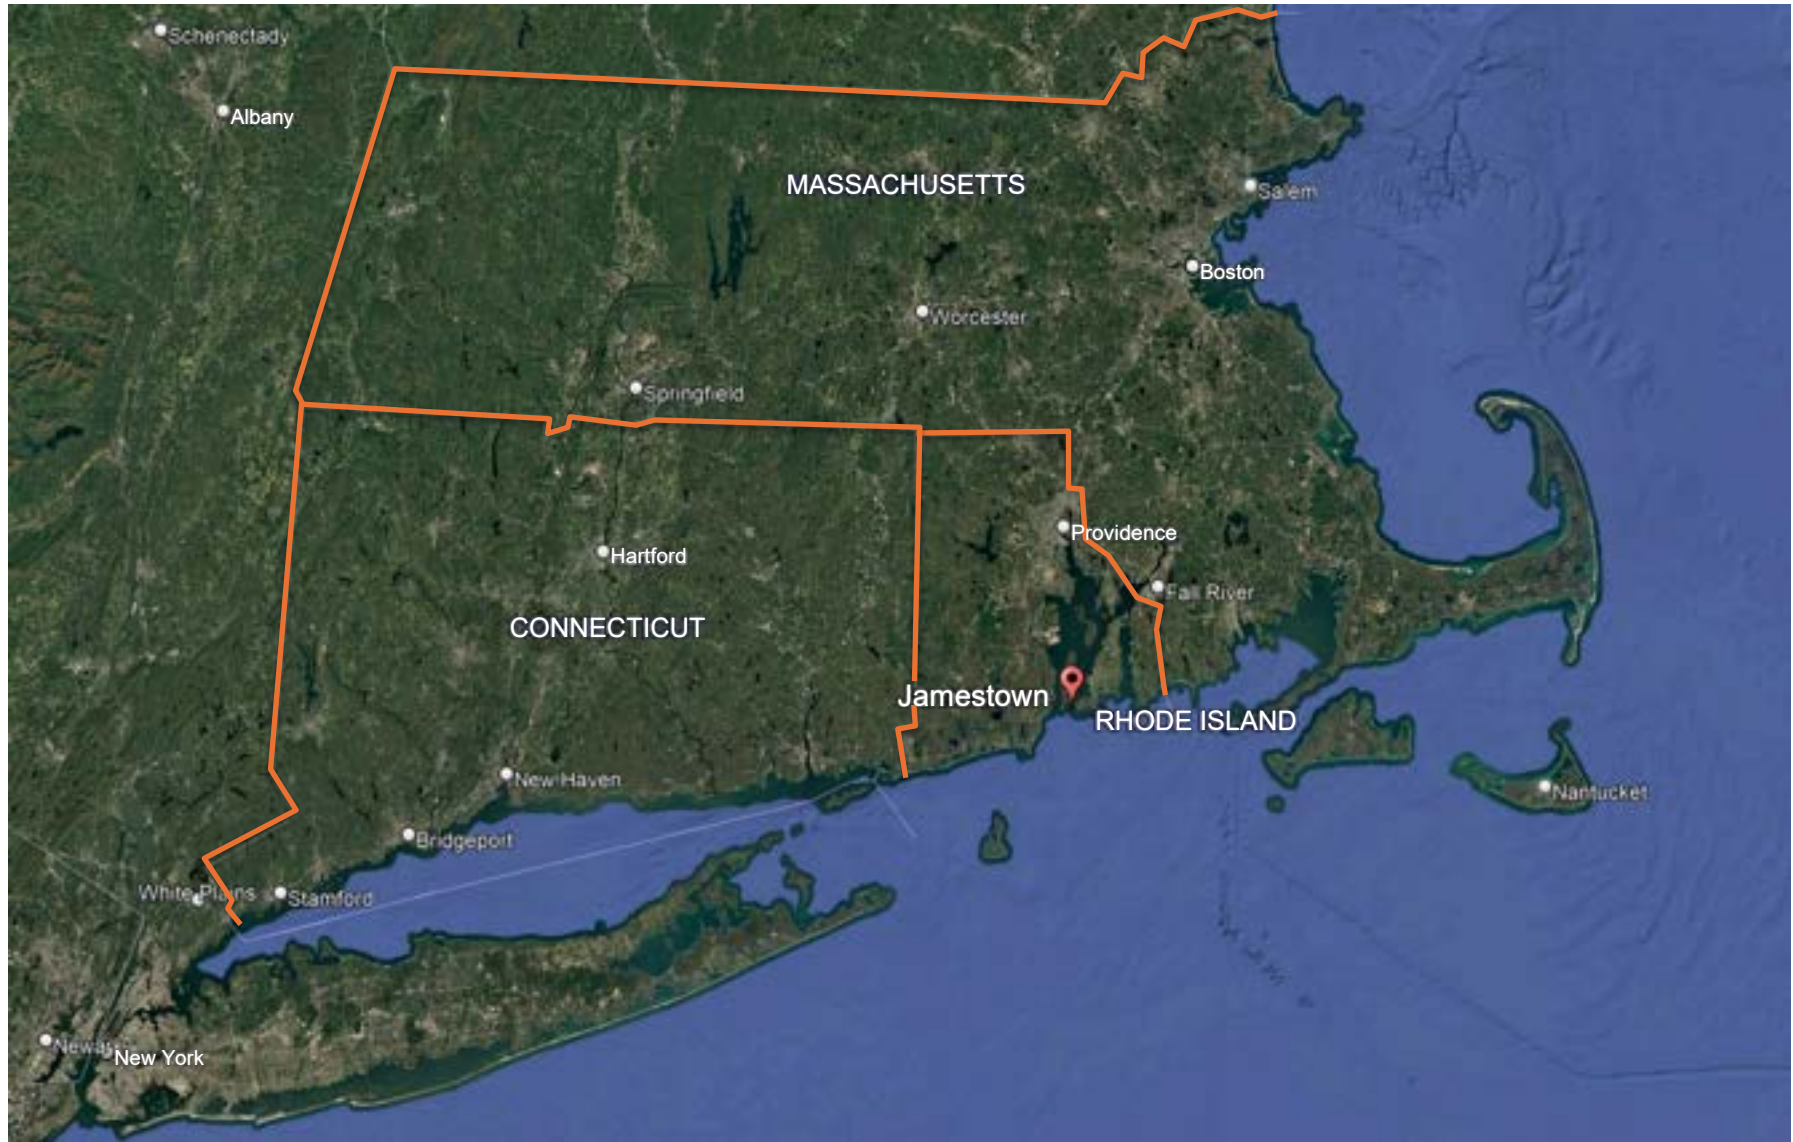 Schenectady
Albany
MASSACHUSETTS
Salem
Boston
Worcester
Springfield
Providence
Hartford
Fall River
CONNECTICUT
Jamestown
RHODE ISLAND
New Haven
Nantucket
Bridgeport
White Plains
Stamford
New York